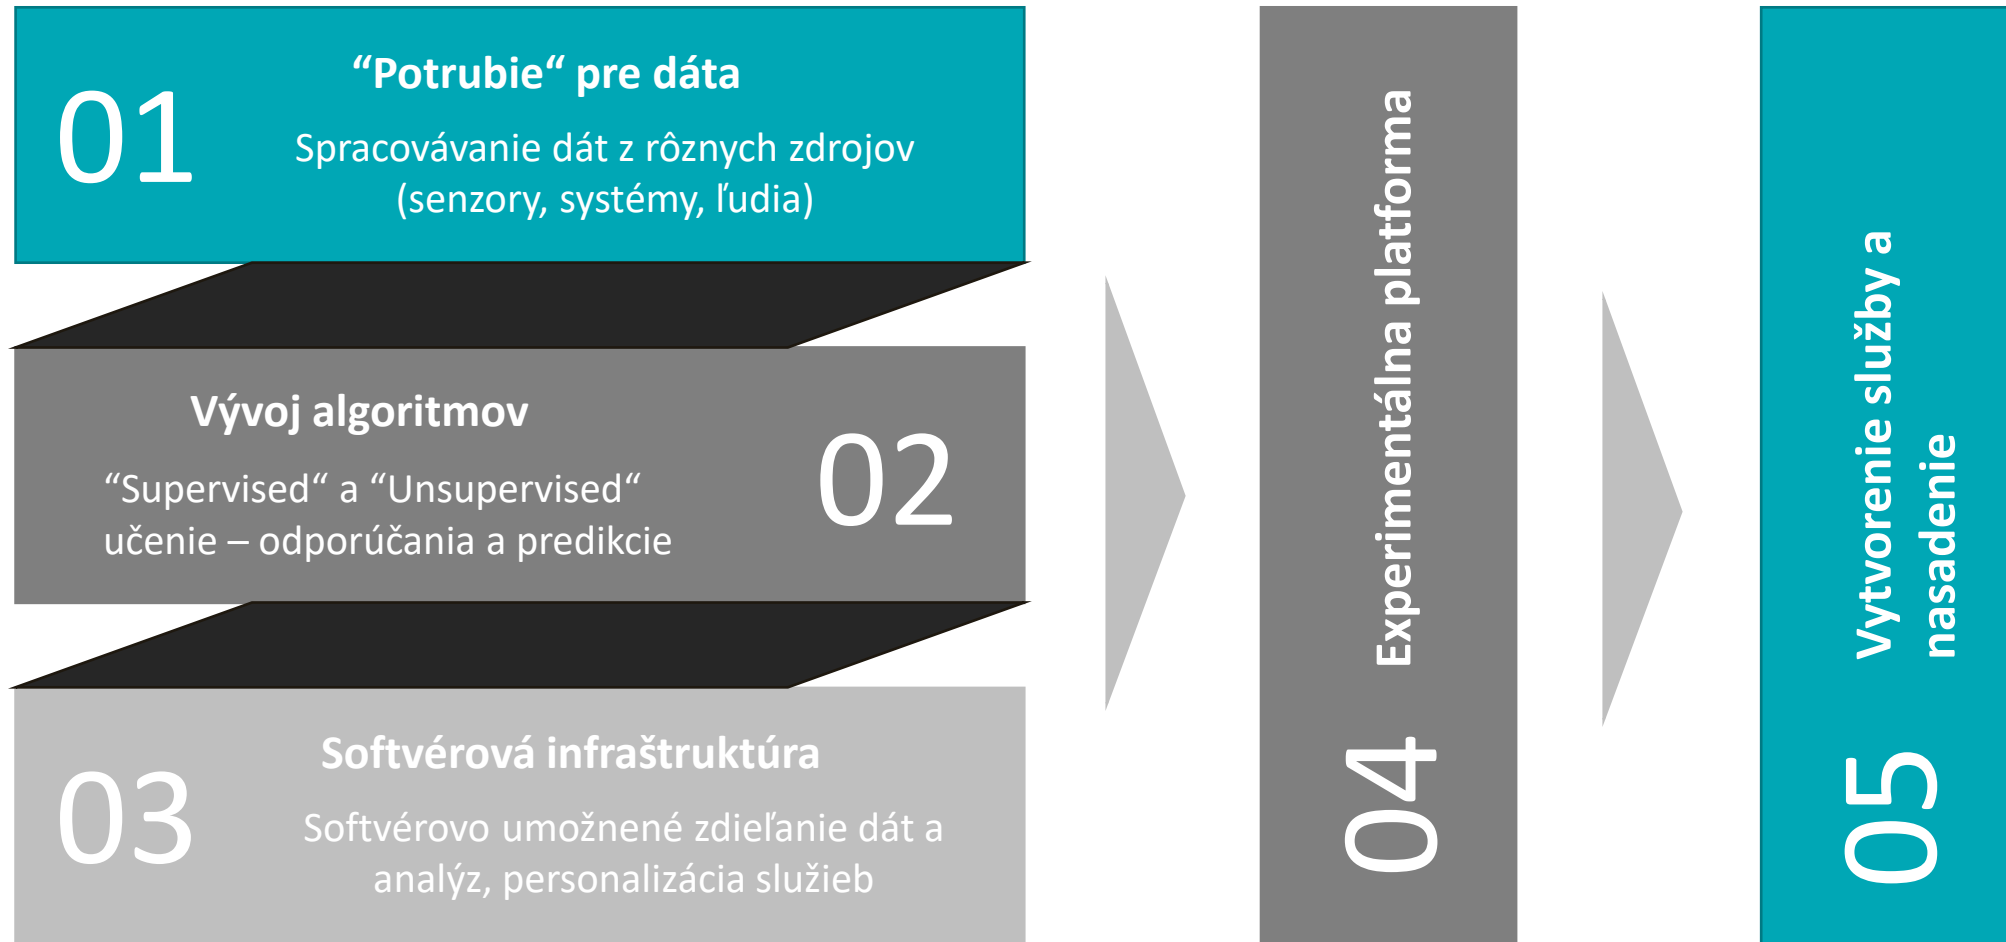 01
“Potrubie“ pre dáta
Spracovávanie dát z rôznych zdrojov
(senzory, systémy, ľudia)
Vývoj algoritmov
“Supervised“ a “Unsupervised“
učenie – odporúčania a predikcie
02
03
Softvérová infraštruktúra
Softvérovo umožnené zdieľanie dát a
analýz, personalizácia služieb
04 Experimentálna platforma
05 Vytvorenie služby a
nasadenie